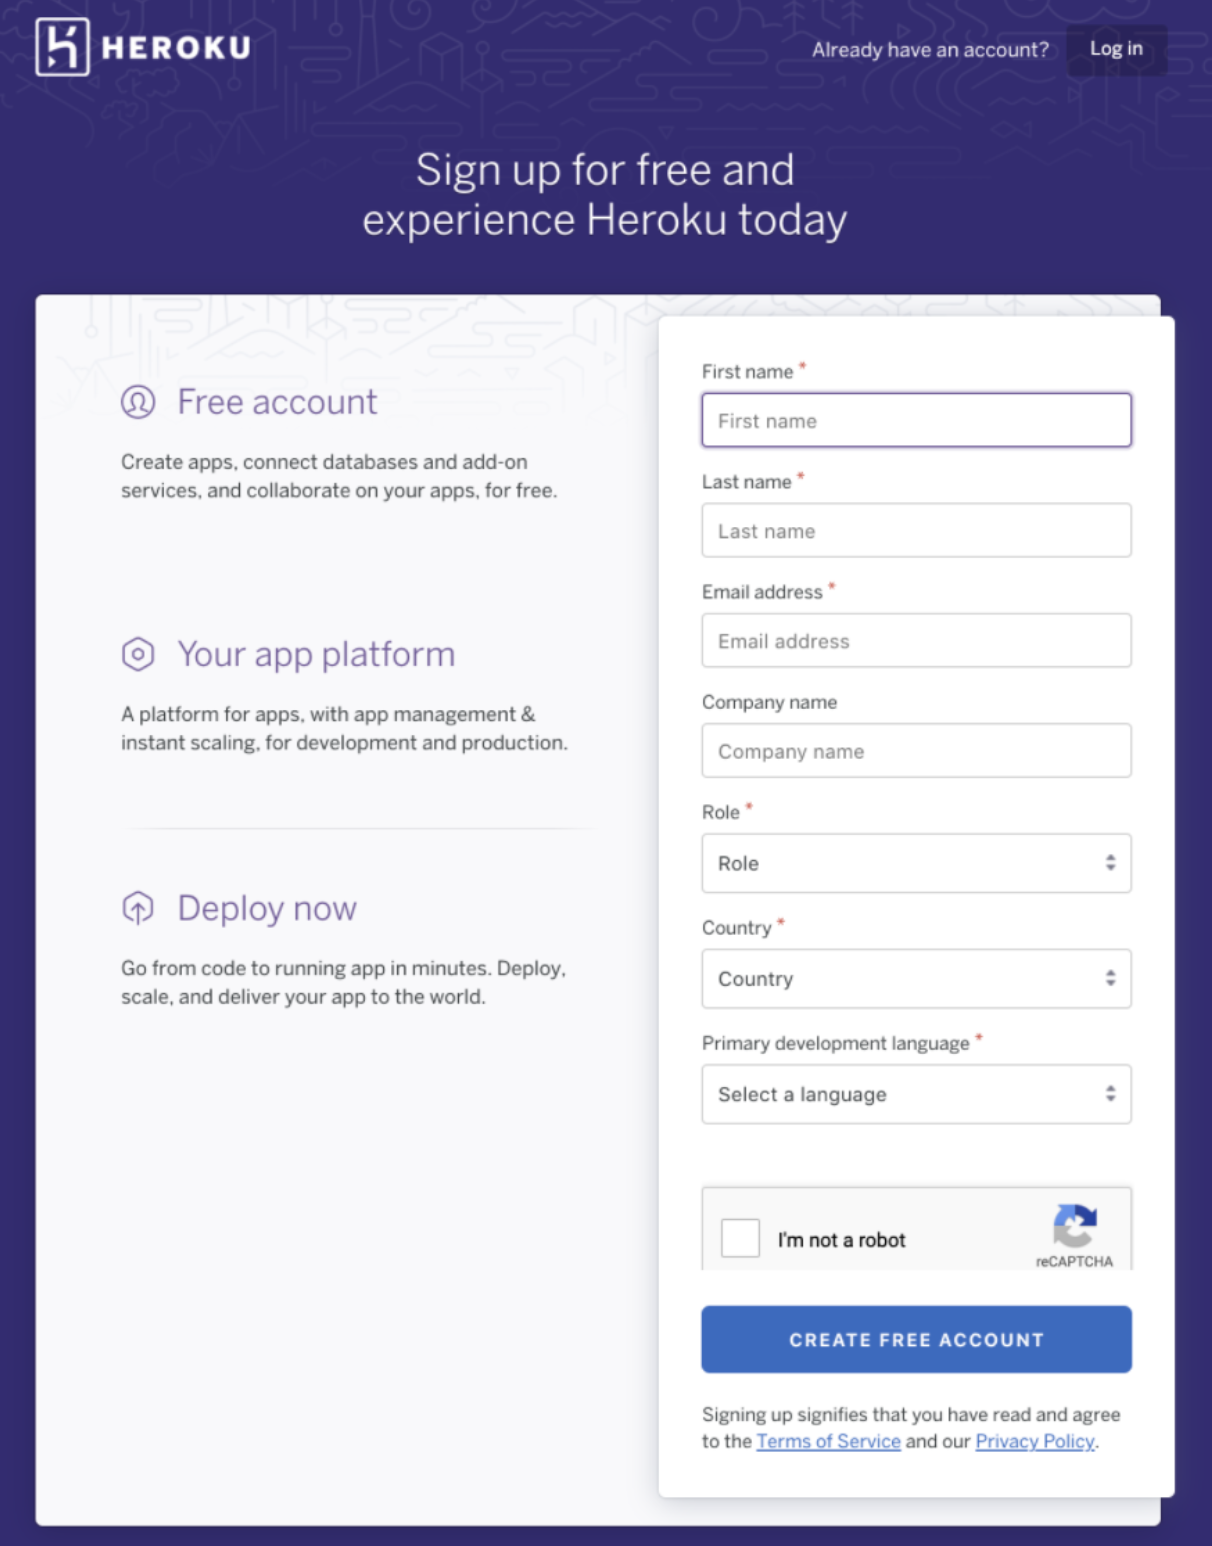 HEROKU
Already have an account?
Log in
Sign up for free and
experience Heroku today
Free account
Create apps, connect databases and add-on
services, and collaborate on your apps, for free.
Your app platform
A platform for apps, with app management &
instant scaling, for development and production.
Deploy now
Go from code to running app in minutes. Deploy,
scale, and deliver your app to the world.
First name *
First name
Last name *
Last name
Email address *
Email address
Company name
Company name
Role *
Role
Country *
Country
Primary development language *
Select a language
I'm not a robot
reCAPTCHA
CREATE FREE ACCOUNT
Signing up signifies that you have read and agree
to the Terms of Service and our Privacy Policy.